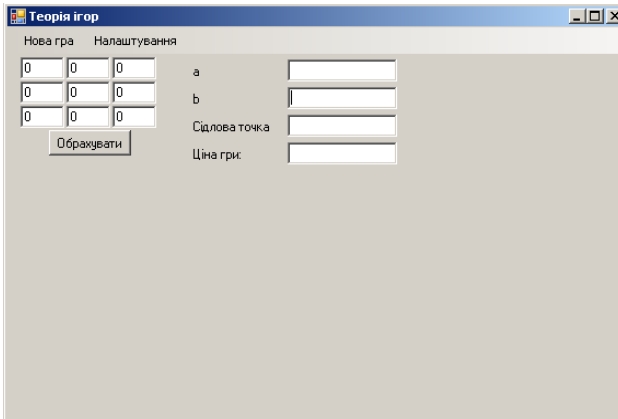 Теорія ігор
Нова гра Налаштування
0 0 0 a
0 0 0 b
0 0 0 Сідлова точка
Обрахувати Ціна гри: